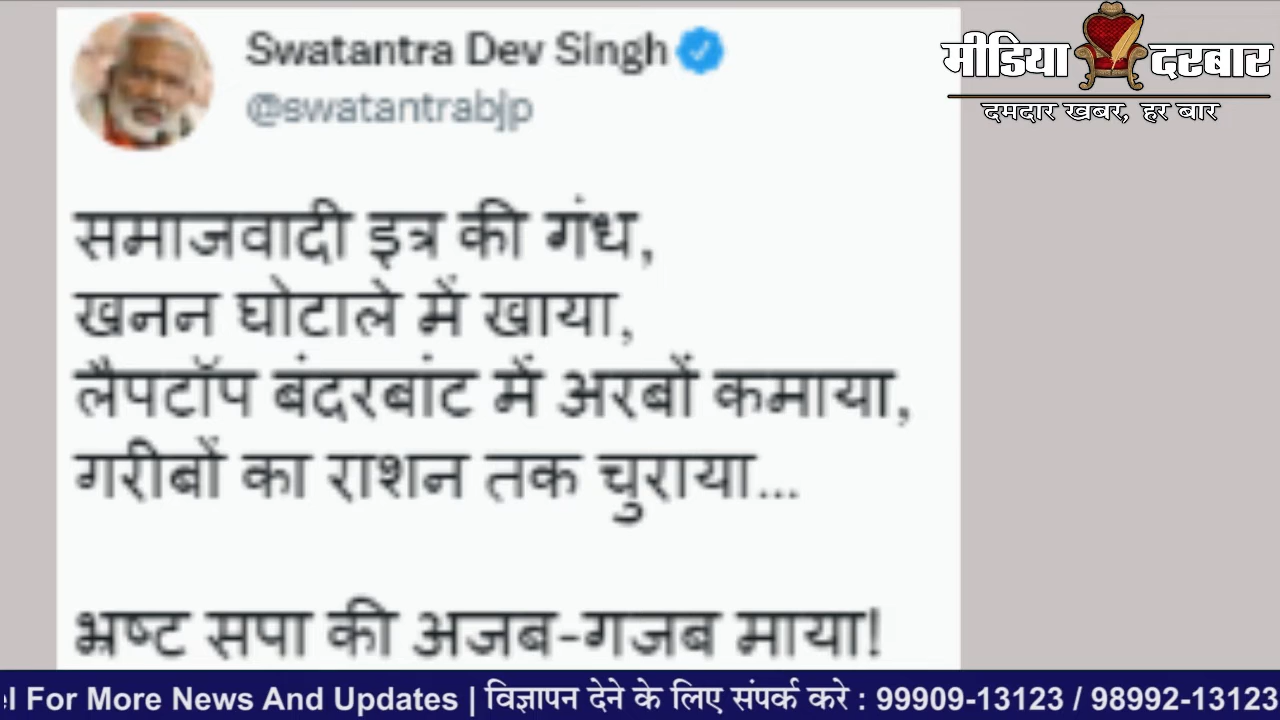 Swatantra Dev Singh
@swatantrabjp
मीडिया दरबार
दमदार खबर, हर बार
समाजवादी इत्र की गंध,
खनन घोटाले में खाया,
लैपटॉप बंदरबांट में अरबों कमाया,
गरीबों का राशन तक चुराया...
भ्रष्ट सपा की अजब-गजब माया!
el For More News And Updates | विज्ञापन देने के लिए संपर्क करे : 99909-13123 / 98992-13123